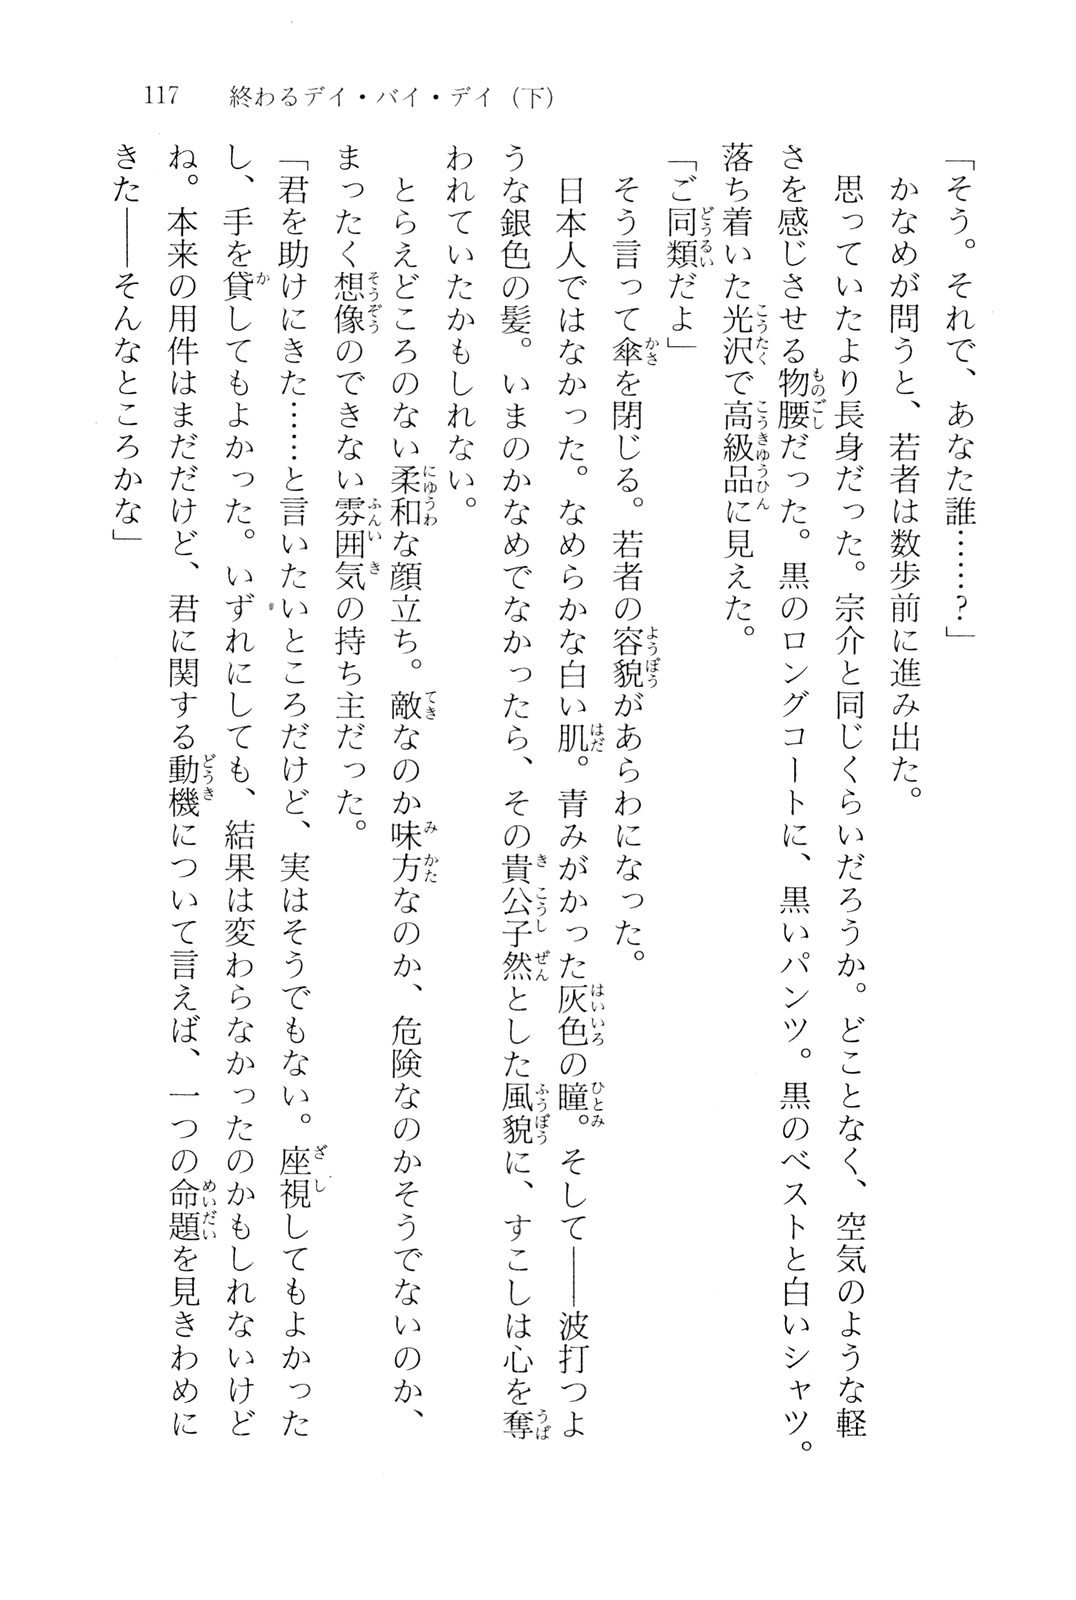 117　終わるデイ・バイ・デイ（下）
「そう。それで、あなた誰……？」
　かなめが問うと、若者は数歩前に進み出た。
　思っていたより長身だった。宗介と同じくらいだろうか。どことなく、空気のような軽
さを感じさせる物腰だった。黒のロングコートに、黒いパンツ。黒のベストと白いシャツ。
落ち着いた光沢で高級品に見えた。
「ご同類だよ」
　そう言って傘を閉じる。若者の容貌があらわになった。
　日本人ではなかった。なめらかな白い肌。青みがかった灰色の瞳。そして――波打つよ
うな銀色の髪。いまのかなめでなかったら、その貴公子然とした風貌に、すこしは心を奪
われていたかもしれない。
　とらえどころのない柔和な顔立ち。敵なのか味方なのか、危険なのかそうでないのか、
まったく想像のできない雰囲気の持ち主だった。
「君を助けにきた……と言いたいところだけど、実はそうでもない。座視してもよかった
し、手を貸してもよかった。いずれにしても、結果は変わらなかったのかもしれないけど
ね。本来の用件はまだだけど、君に関する動機について言えば、一つの命題を見きわめに
きた――そんなところかな」